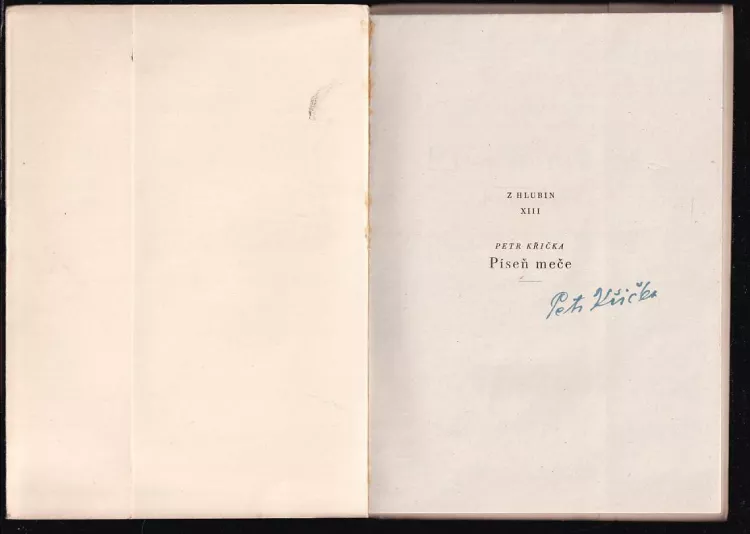 Z HLUBIN
XIII
PETR KŘIČKA
Píseň meče
Petr Křička